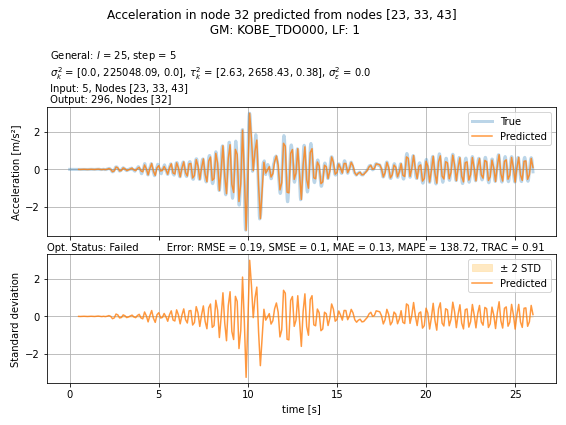 Acceleration in node 32 predicted from nodes [23, 33, 43]
GM: KOBE_TDO000, LF: 1
General: l = 25, step = 5
σ²ₖ = [0.0, 225048.09, 0.0], τ²ₖ = [2.63, 2658.43, 0.38], σ²ε = 0.0
Input: 5, Nodes [23, 33, 43]
Output: 296, Nodes [32]
Acceleration [m/s²]
2
0
−2
True
Predicted
Opt. Status: Failed Error: RMSE = 0.19, SMSE = 0.1, MAE = 0.13, MAPE = 138.72, TRAC = 0.91
Standard deviation
2
0
−2
± 2 STD
Predicted
0 5 10 15 20 25
time [s]